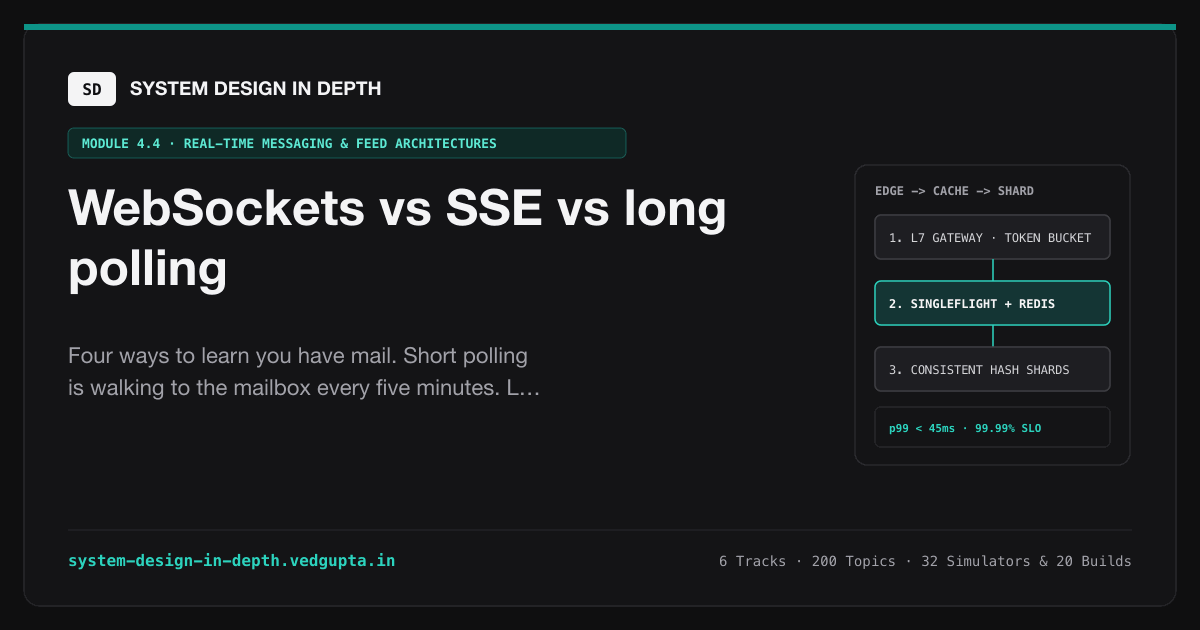 SD SYSTEM DESIGN IN DEPTH
MODULE 4.4 · REAL-TIME MESSAGING & FEED ARCHITECTURES
WebSockets vs SSE vs long
polling
Four ways to learn you have mail. Short polling
is walking to the mailbox every five minutes. L…
EDGE -> CACHE -> SHARD
1. L7 GATEWAY · TOKEN BUCKET
2. SINGLEFLIGHT + REDIS
3. CONSISTENT HASH SHARDS
p99 < 45ms · 99.99% SLO
system-design-in-depth.vedgupta.in
6 Tracks · 200 Topics · 32 Simulators & 20 Builds